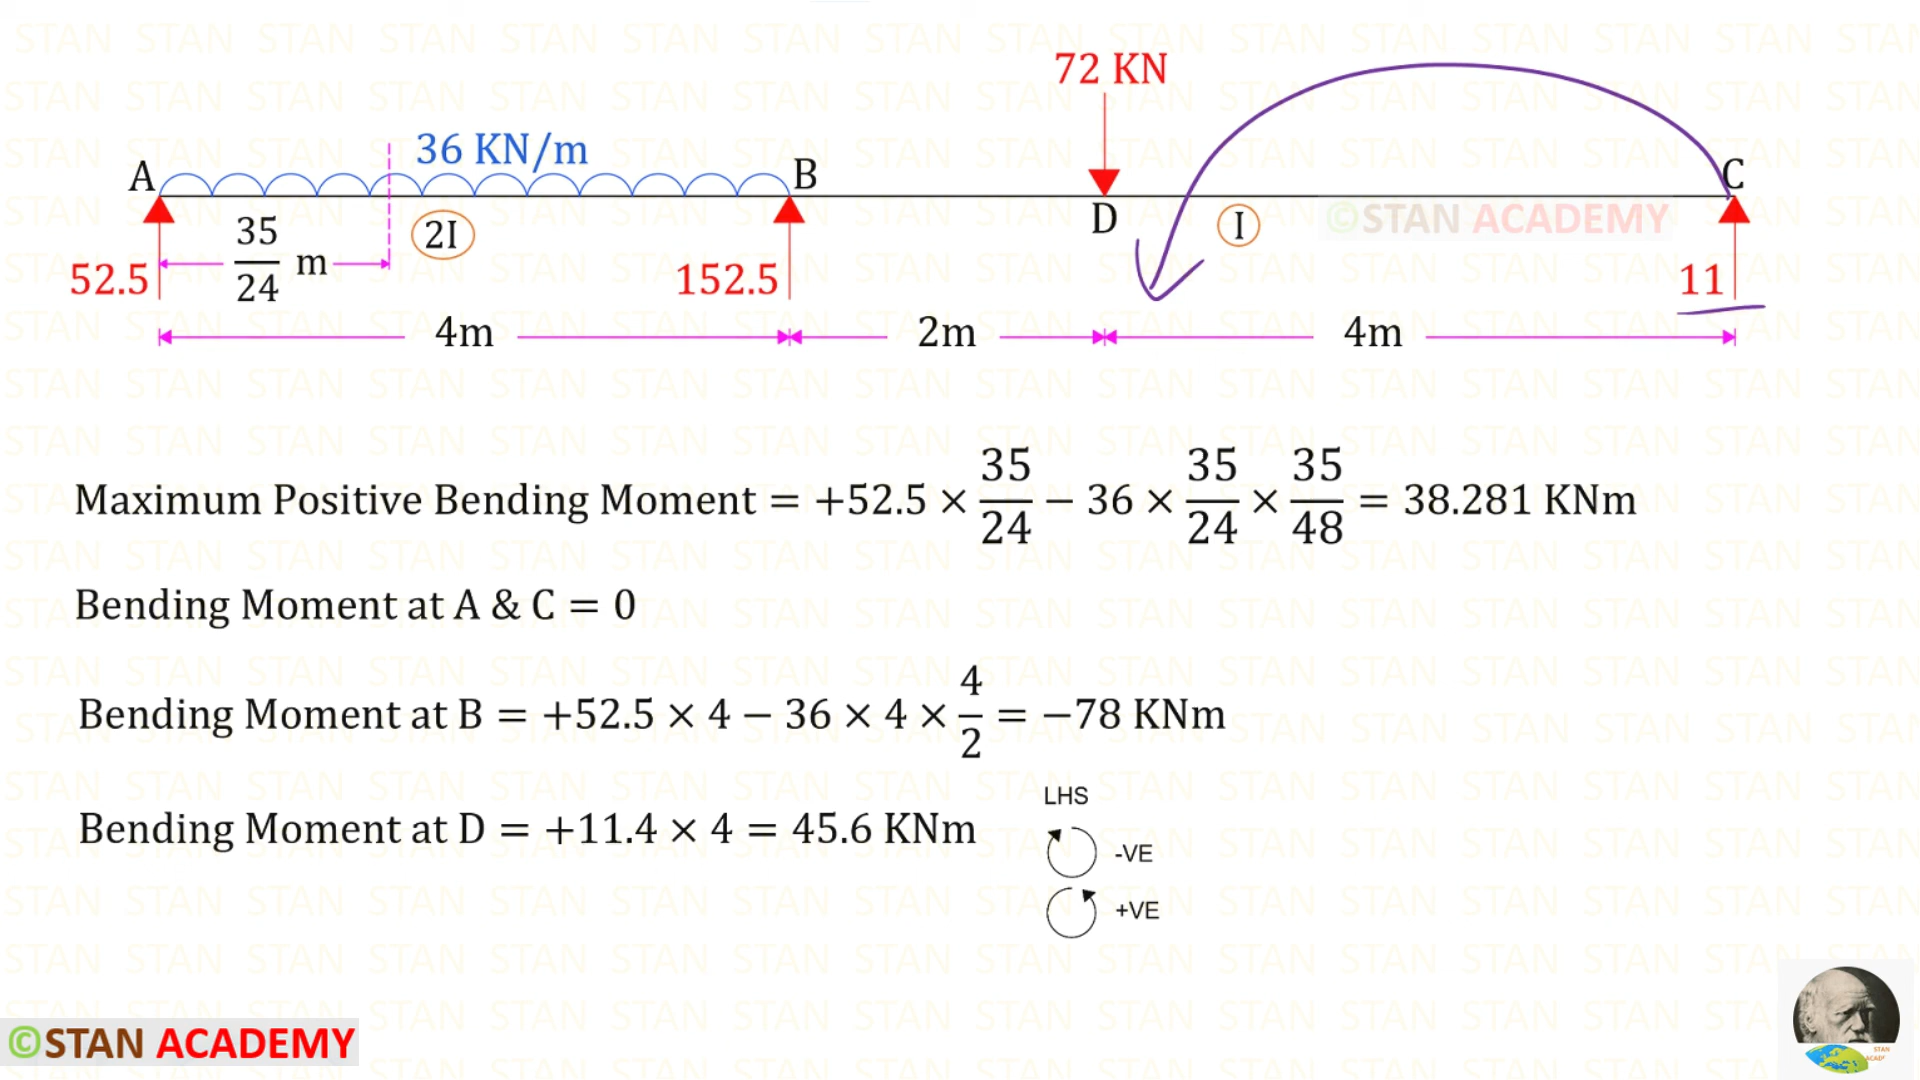 72 KN
36 KN/m
A
B
C
D
35/24 m
2I
I
©STAN ACADEMY
52.5
152.5
11
4m
2m
4m
Maximum Positive Bending Moment = +52.5 × 35/24 − 36 × 35/24 × 35/48 = 38.281 KNm
Bending Moment at A & C = 0
Bending Moment at B = +52.5 × 4 − 36 × 4 × 4/2 = −78 KNm
Bending Moment at D = +11.4 × 4 = 45.6 KNm
LHS
-VE
+VE
©STAN ACADEMY